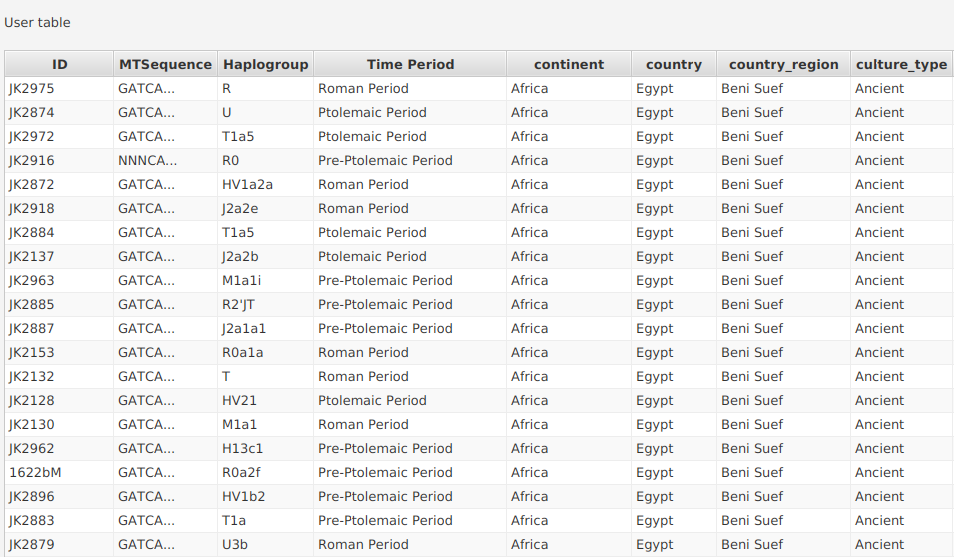 User table
ID MTSequence Haplogroup Time Period continent country country_region culture_type
JK2975 GATCA... R Roman Period Africa Egypt Beni Suef Ancient
JK2874 GATCA... U Ptolemaic Period Africa Egypt Beni Suef Ancient
JK2972 GATCA... T1a5 Ptolemaic Period Africa Egypt Beni Suef Ancient
JK2916 NNNCA... R0 Pre-Ptolemaic Period Africa Egypt Beni Suef Ancient
JK2872 GATCA... HV1a2a Roman Period Africa Egypt Beni Suef Ancient
JK2918 GATCA... J2a2e Roman Period Africa Egypt Beni Suef Ancient
JK2884 GATCA... T1a5 Ptolemaic Period Africa Egypt Beni Suef Ancient
JK2137 GATCA... J2a2b Ptolemaic Period Africa Egypt Beni Suef Ancient
JK2963 GATCA... M1a1i Pre-Ptolemaic Period Africa Egypt Beni Suef Ancient
JK2885 GATCA... R2'JT Pre-Ptolemaic Period Africa Egypt Beni Suef Ancient
JK2887 GATCA... J2a1a1 Pre-Ptolemaic Period Africa Egypt Beni Suef Ancient
JK2153 GATCA... R0a1a Roman Period Africa Egypt Beni Suef Ancient
JK2132 GATCA... T Roman Period Africa Egypt Beni Suef Ancient
JK2128 GATCA... HV21 Ptolemaic Period Africa Egypt Beni Suef Ancient
JK2130 GATCA... M1a1 Roman Period Africa Egypt Beni Suef Ancient
JK2962 GATCA... H13c1 Pre-Ptolemaic Period Africa Egypt Beni Suef Ancient
1622bM GATCA... R0a2f Pre-Ptolemaic Period Africa Egypt Beni Suef Ancient
JK2896 GATCA... HV1b2 Pre-Ptolemaic Period Africa Egypt Beni Suef Ancient
JK2883 GATCA... T1a Pre-Ptolemaic Period Africa Egypt Beni Suef Ancient
JK2879 GATCA... U3b Roman Period Africa Egypt Beni Suef Ancient